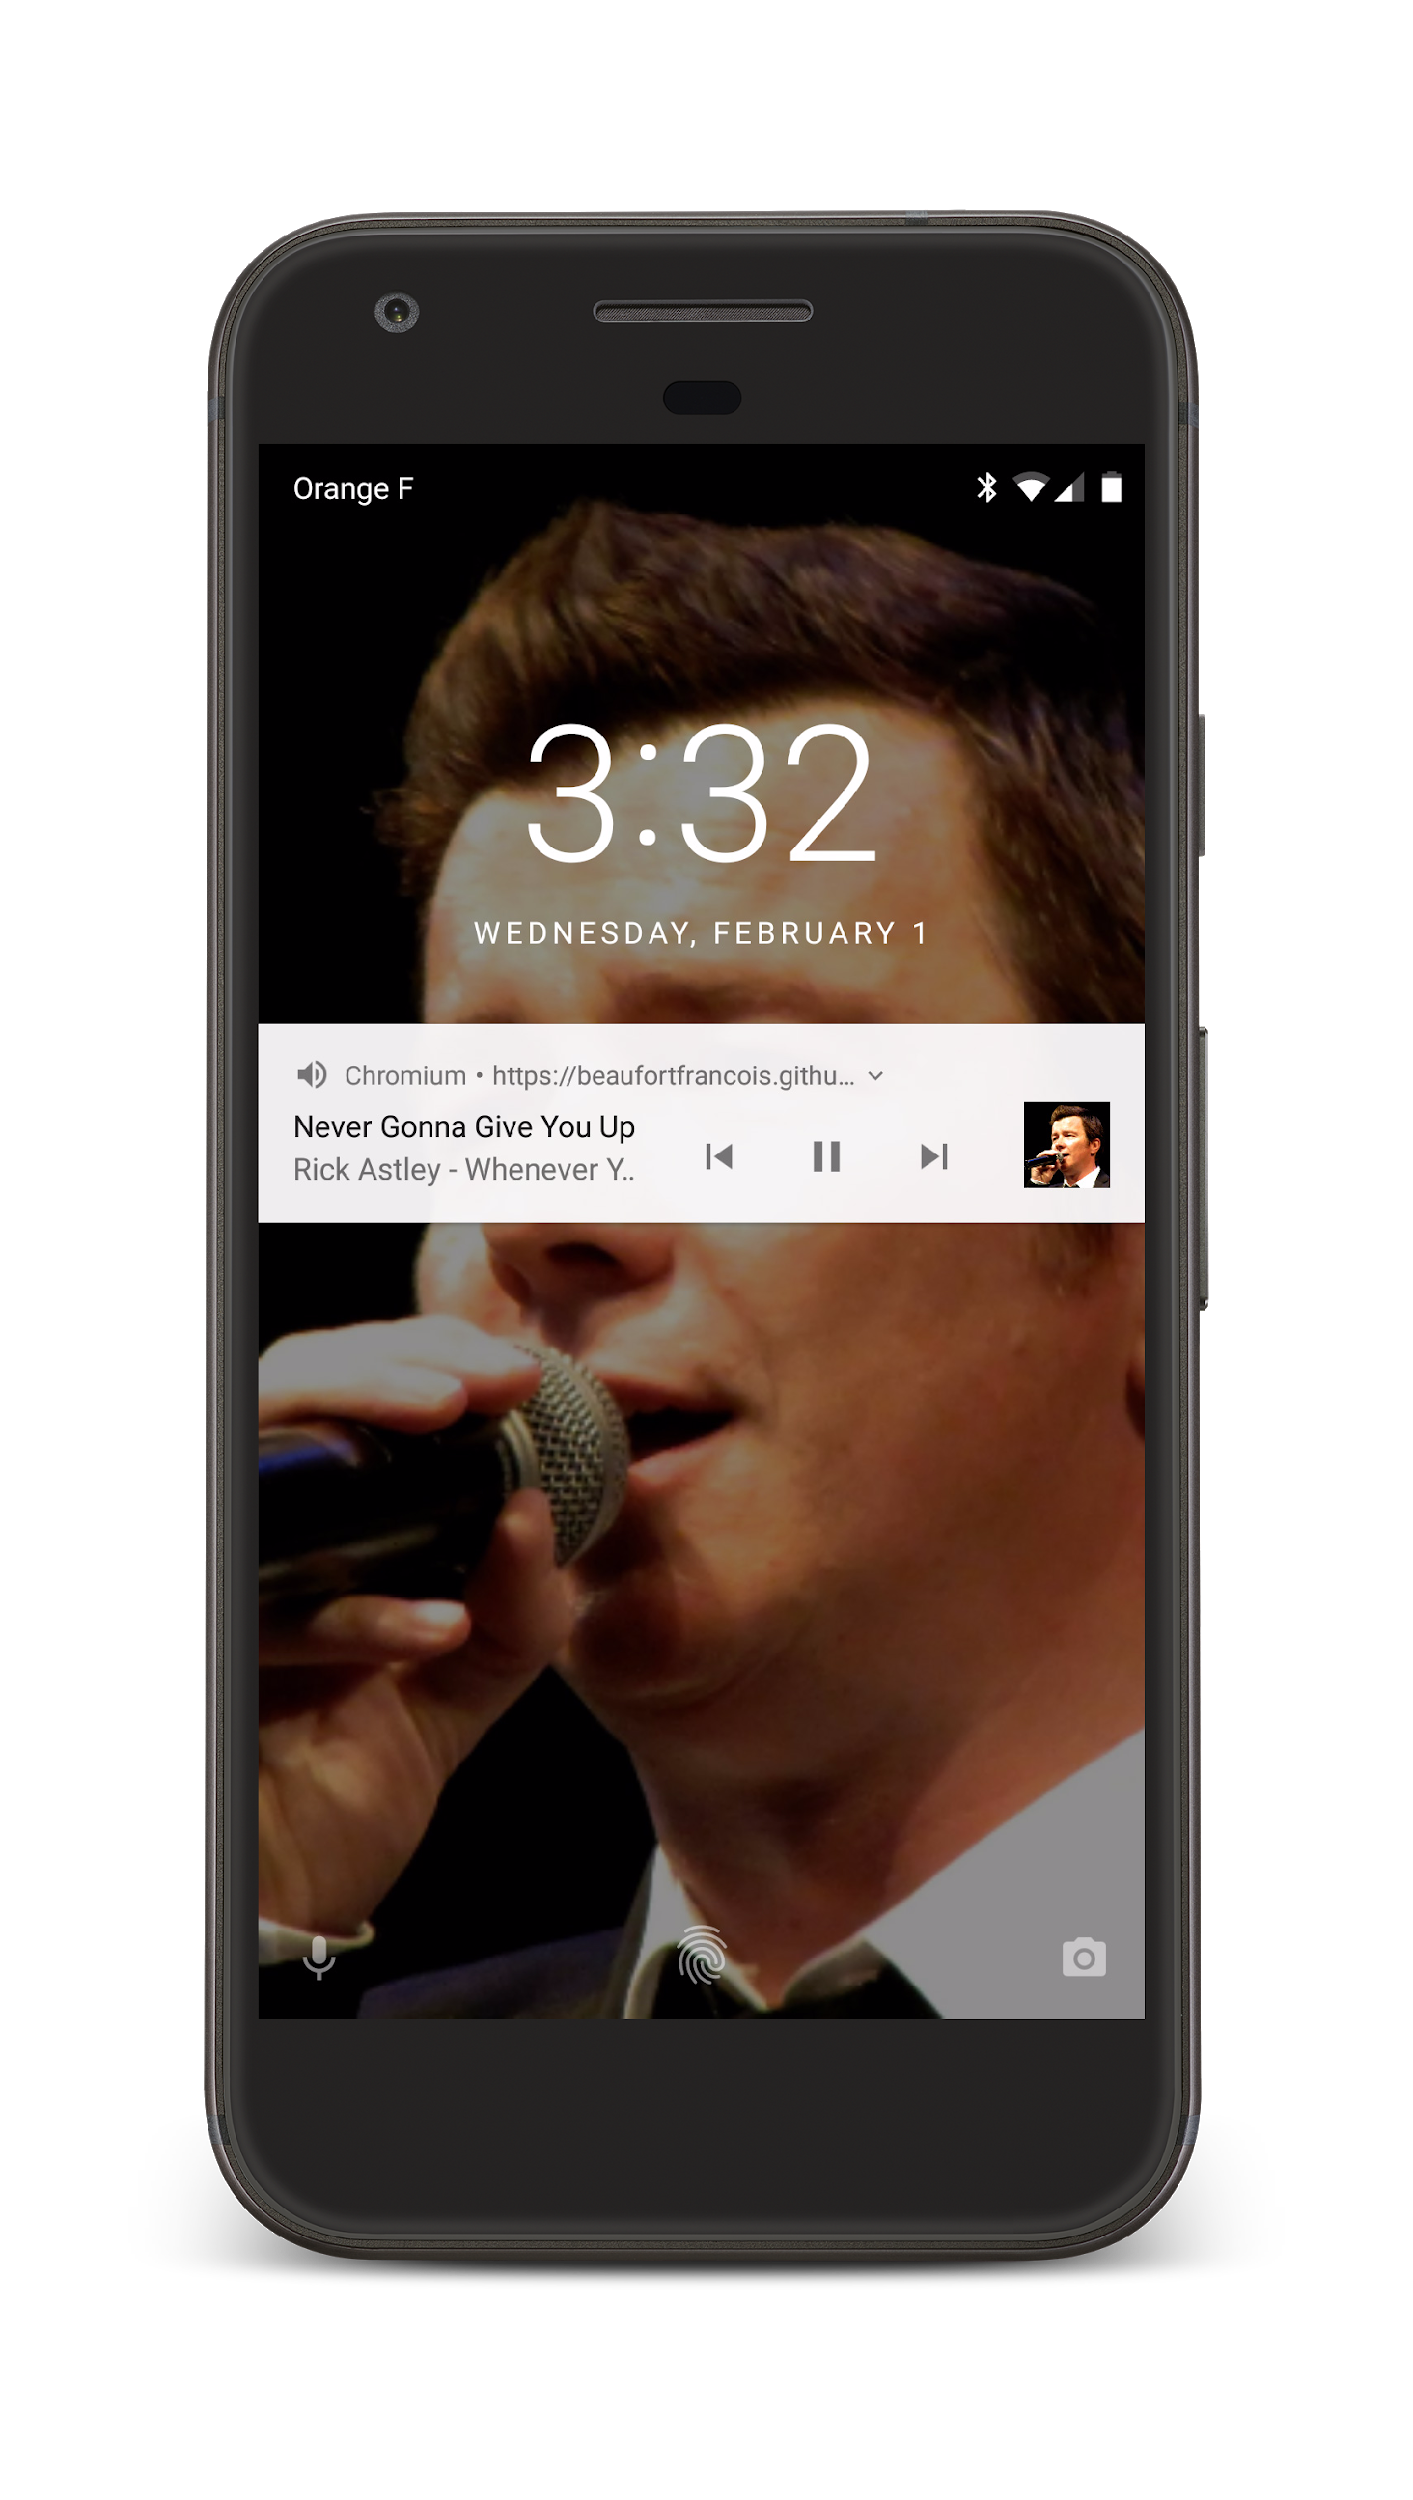 Orange F
3:32
WEDNESDAY, FEBRUARY 1
Chromium • https://beaufortfrancois.githu...
Never Gonna Give You Up
Rick Astley - Whenever Y..